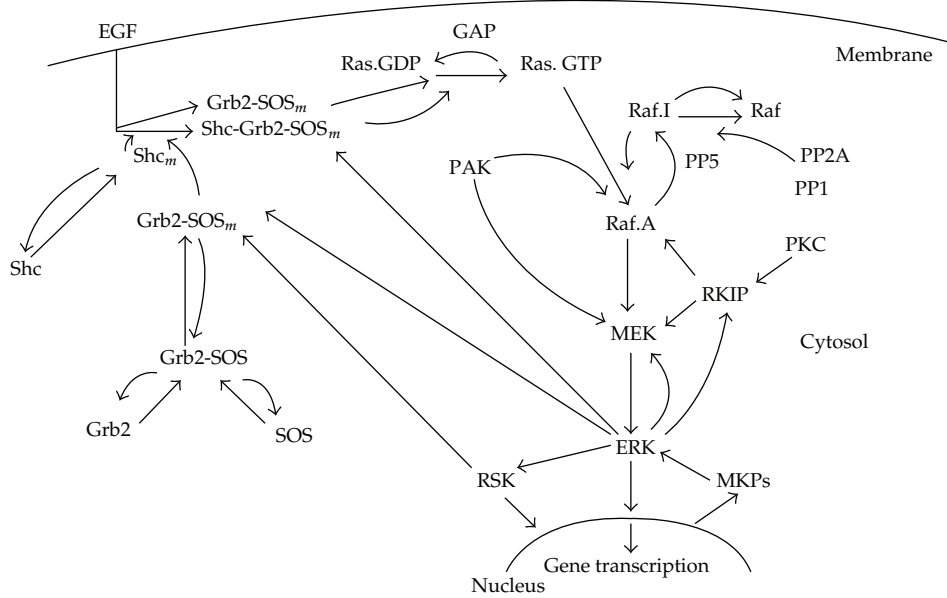 EGF
GAP
Membrane
Ras.GDP
Ras. GTP
Grb2-SOSm
Raf.I
Raf
Shc-Grb2-SOSm
Shcm
PAK
PP5
PP2A
PP1
Grb2-SOSm
Raf.A
Shc
PKC
RKIP
MEK
Cytosol
Grb2-SOS
Grb2
SOS
ERK
RSK
MKPs
Gene transcription
Nucleus